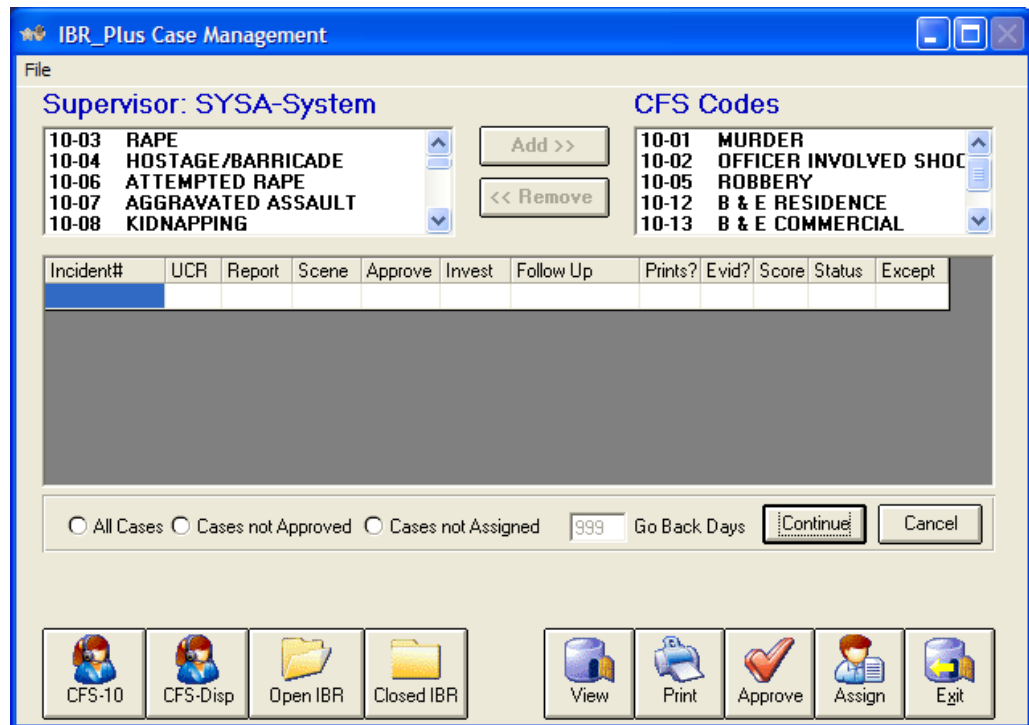 IBR_Plus Case Management
File
Supervisor: SYSA-System
CFS Codes
10-03 RAPE
10-04 HOSTAGE/BARRICADE
10-06 ATTEMPTED RAPE
10-07 AGGRAVATED ASSAULT
10-08 KIDNAPPING
Add >>
<< Remove
10-01 MURDER
10-02 OFFICER INVOLVED SHOO
10-05 ROBBERY
10-12 B & E RESIDENCE
10-13 B & E COMMERCIAL
Incident# UCR Report Scene Approve Invest Follow Up Prints? Evid? Score Status Except
All Cases Cases not Approved Cases not Assigned 999 Go Back Days Continue Cancel
CFS-10 CFS-Disp Open IBR Closed IBR View Print Approve Assign Exit